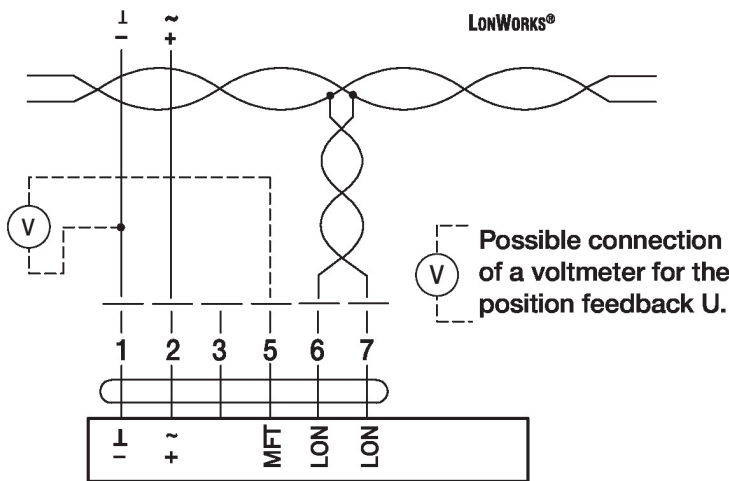 ⊥ ~ LONWORKS®
− +
V
V Possible connection
of a voltmeter for the
position feedback U.
1 2 3 5 6 7
⊥ ~ MFT LON LON
− +